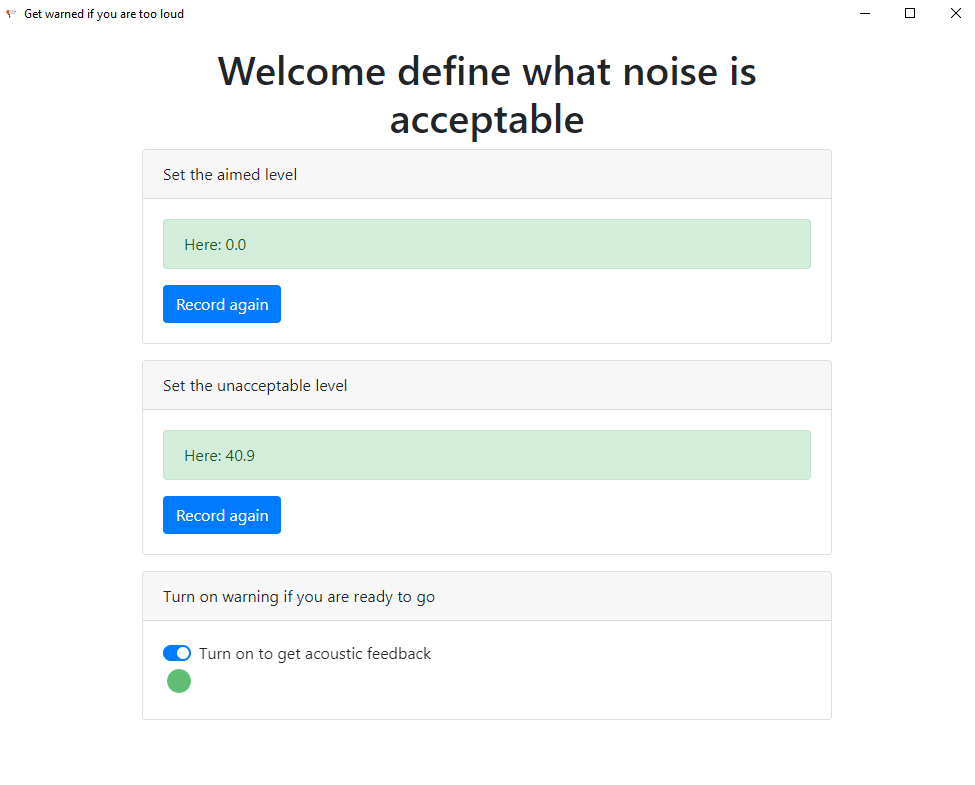 Get warned if you are too loud
Welcome define what noise is
acceptable
Set the aimed level
Here: 0.0
Record again
Set the unacceptable level
Here: 40.9
Record again
Turn on warning if you are ready to go
Turn on to get acoustic feedback